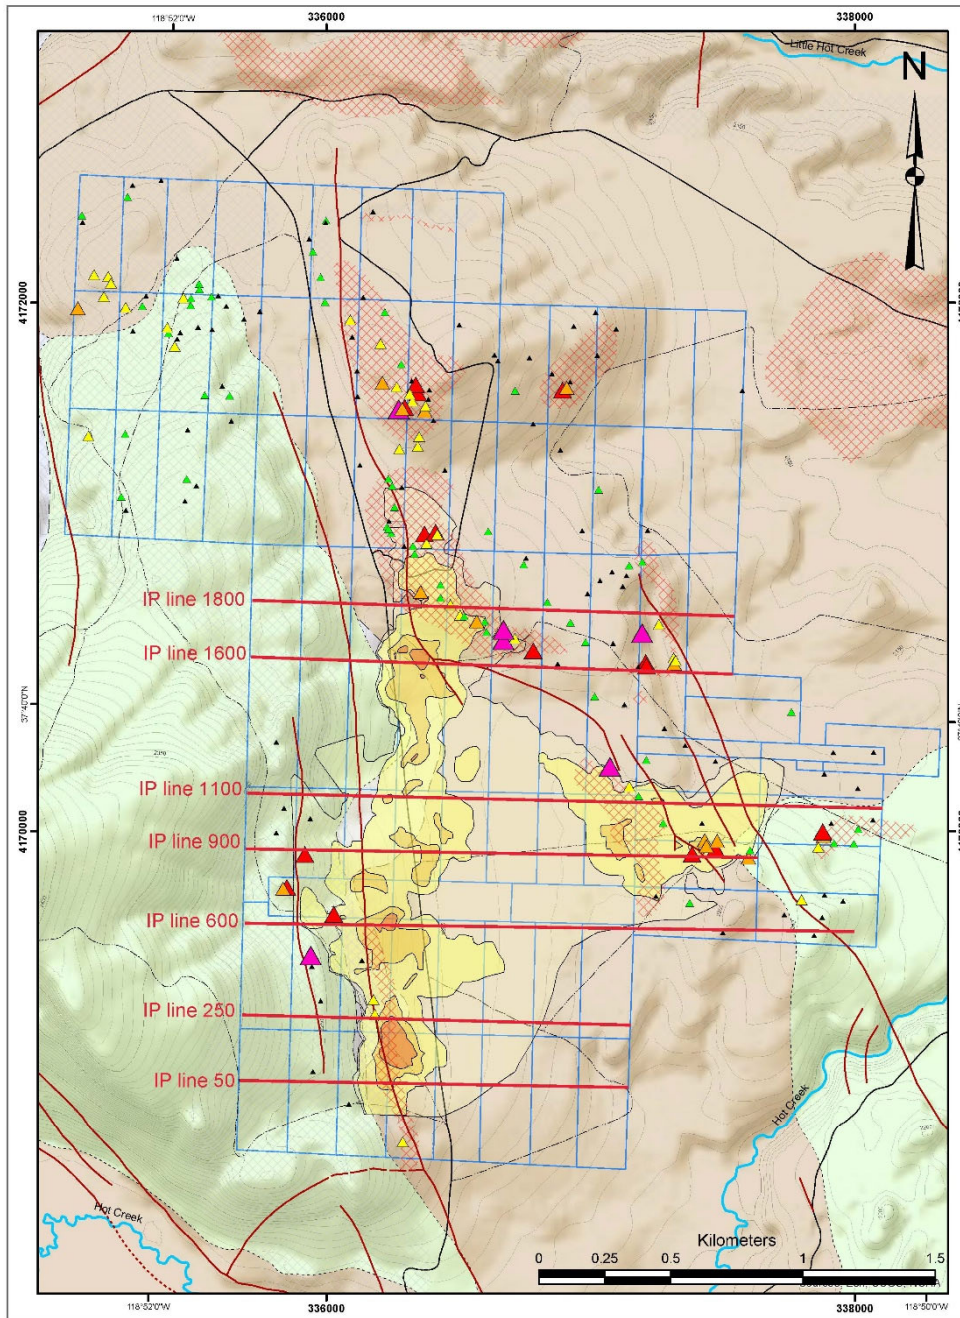 118°52'0"W
336000
338000
Little Hot Creek
N
4172000
IP line 1800
IP line 1600
37°40'0"N
IP line 1100
4170000
IP line 900
IP line 600
IP line 250
IP line 50
Hot Creek
Hot Creek
Kilometers
0 0.25 0.5 1 1.5
118°52'0"W
336000
338000
118°50'0"W